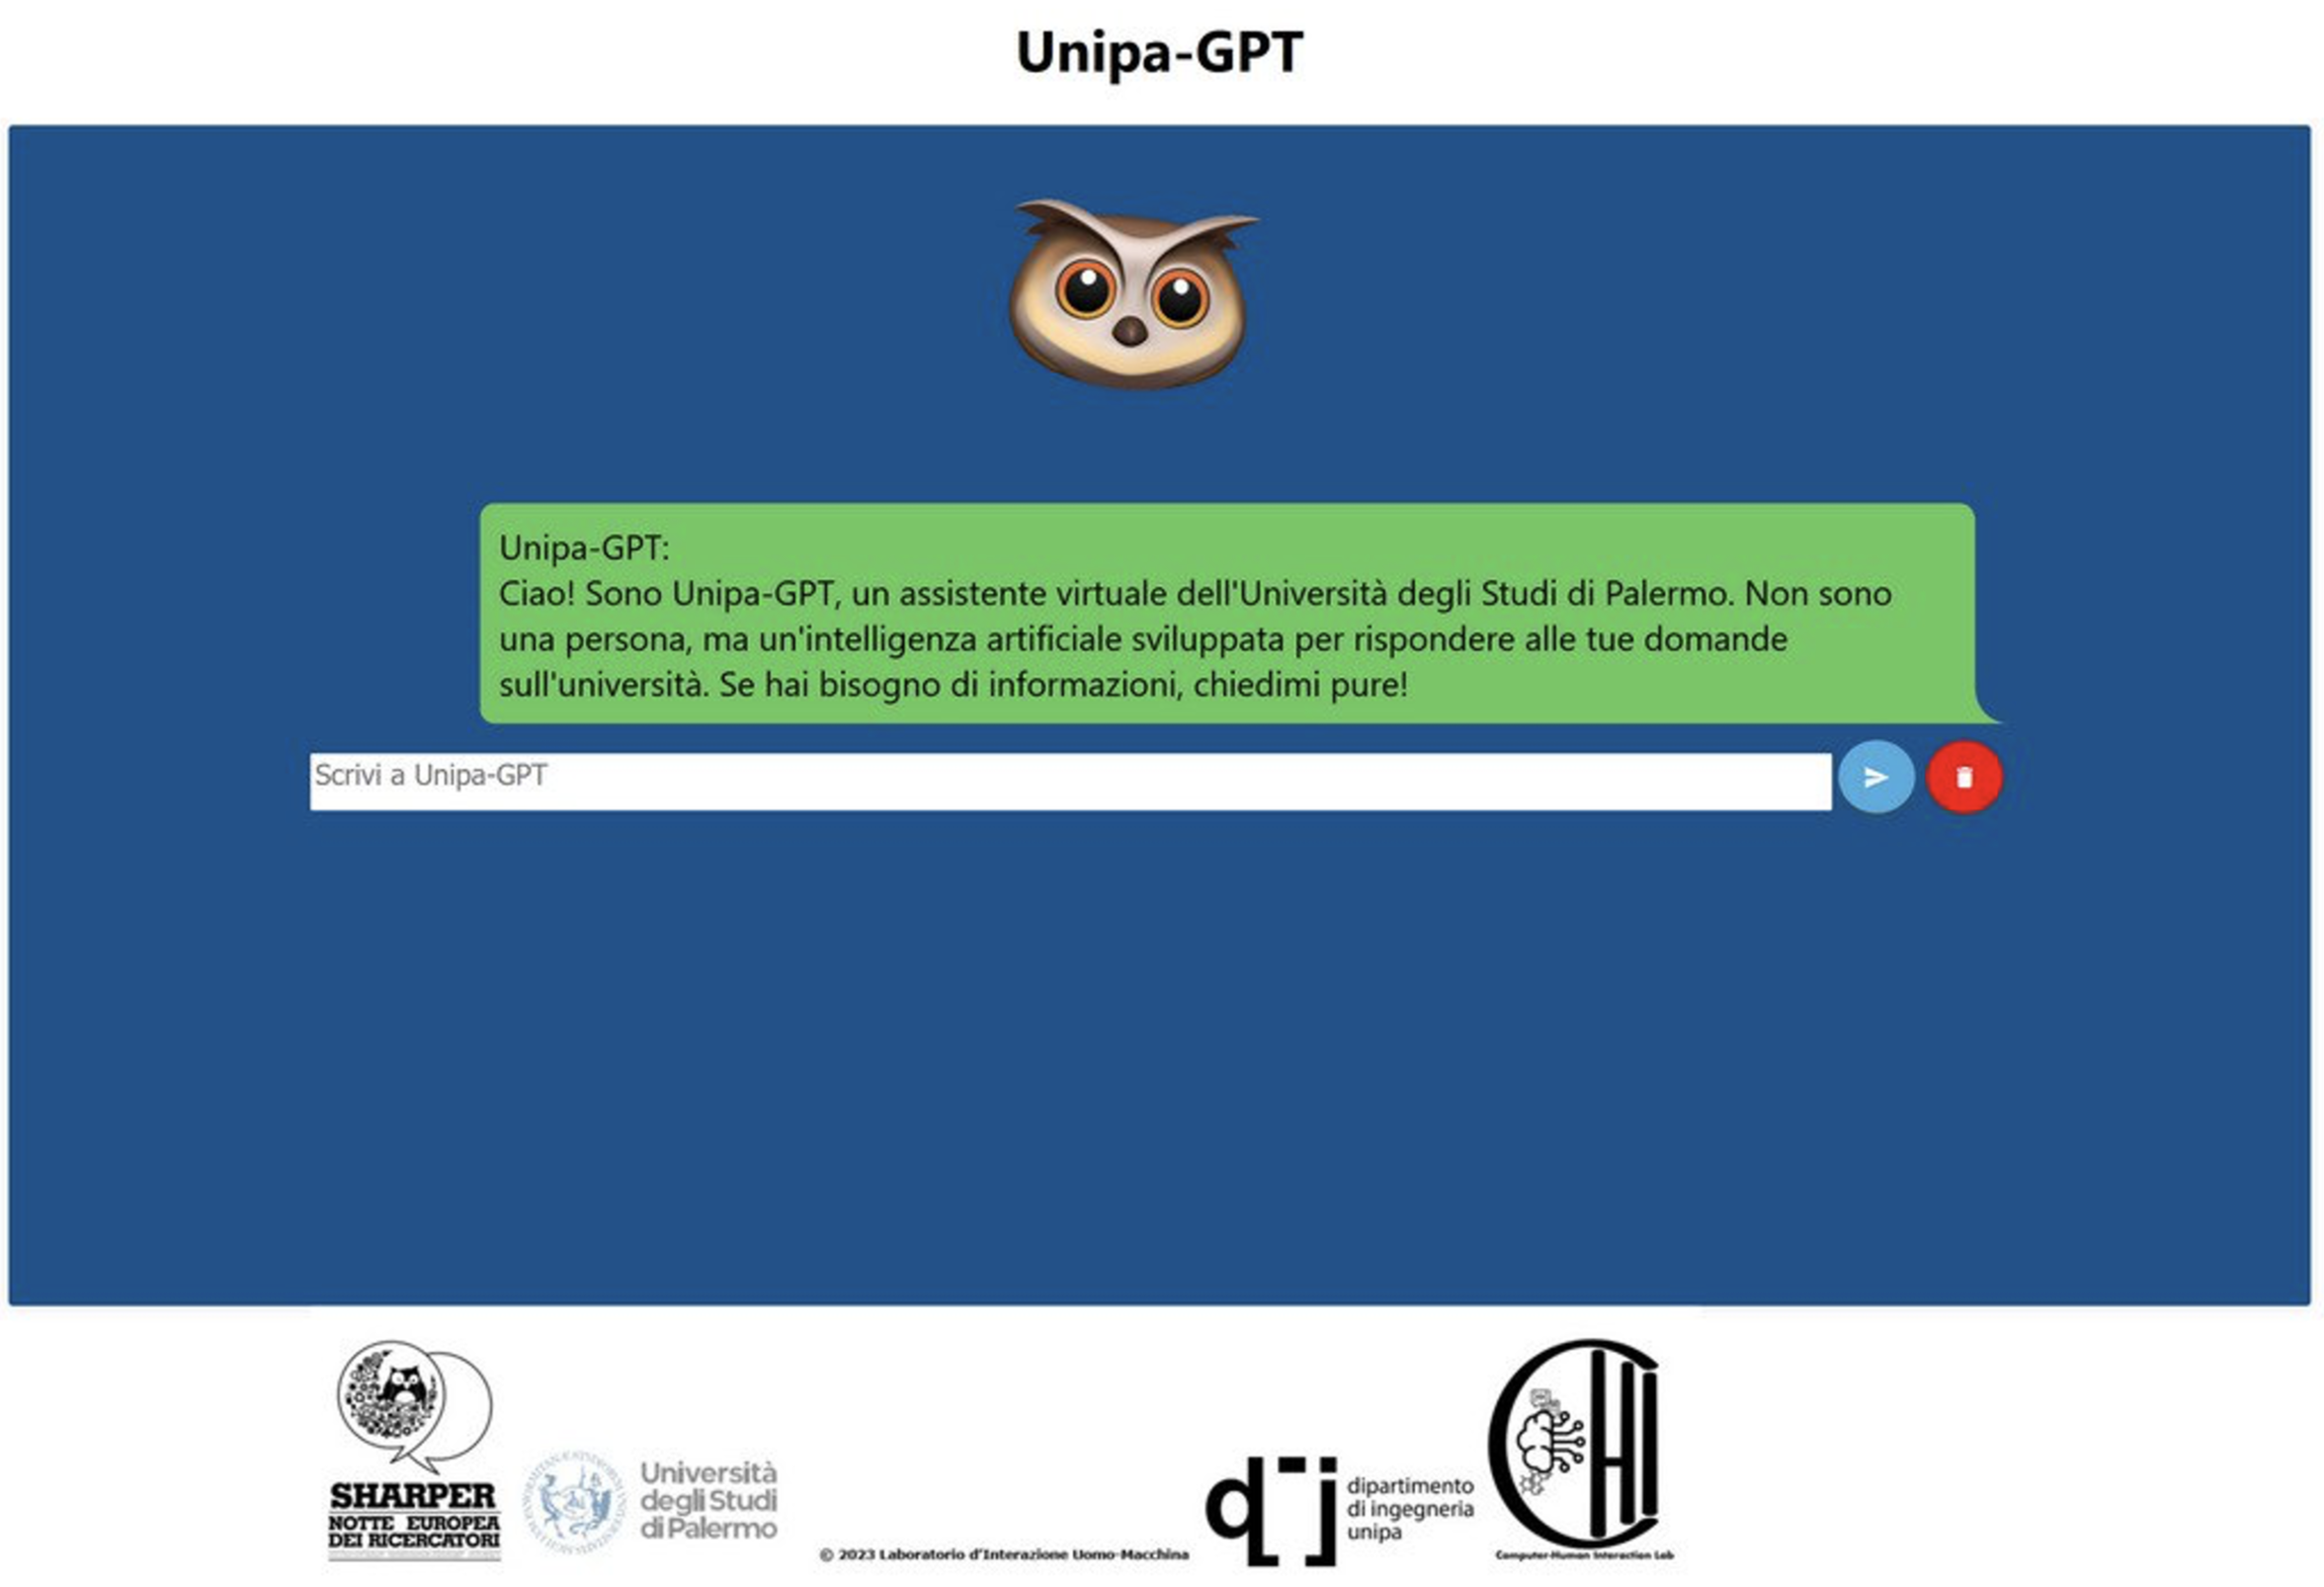 Unipa-GPT
Unipa-GPT:
Ciao! Sono Unipa-GPT, un assistente virtuale dell'Università degli Studi di Palermo. Non sono
una persona, ma un'intelligenza artificiale sviluppata per rispondere alle tue domande
sull'università. Se hai bisogno di informazioni, chiedimi pure!
Scrivi a Unipa-GPT
SHARPER
NOTTE EUROPEA
DEI RICERCATORI
Università
degli Studi
di Palermo
© 2023 Laboratorio d'Interazione Uomo-Macchina
dipartimento
di ingegneria
unipa
CHI
Computer-Human Interaction Lab